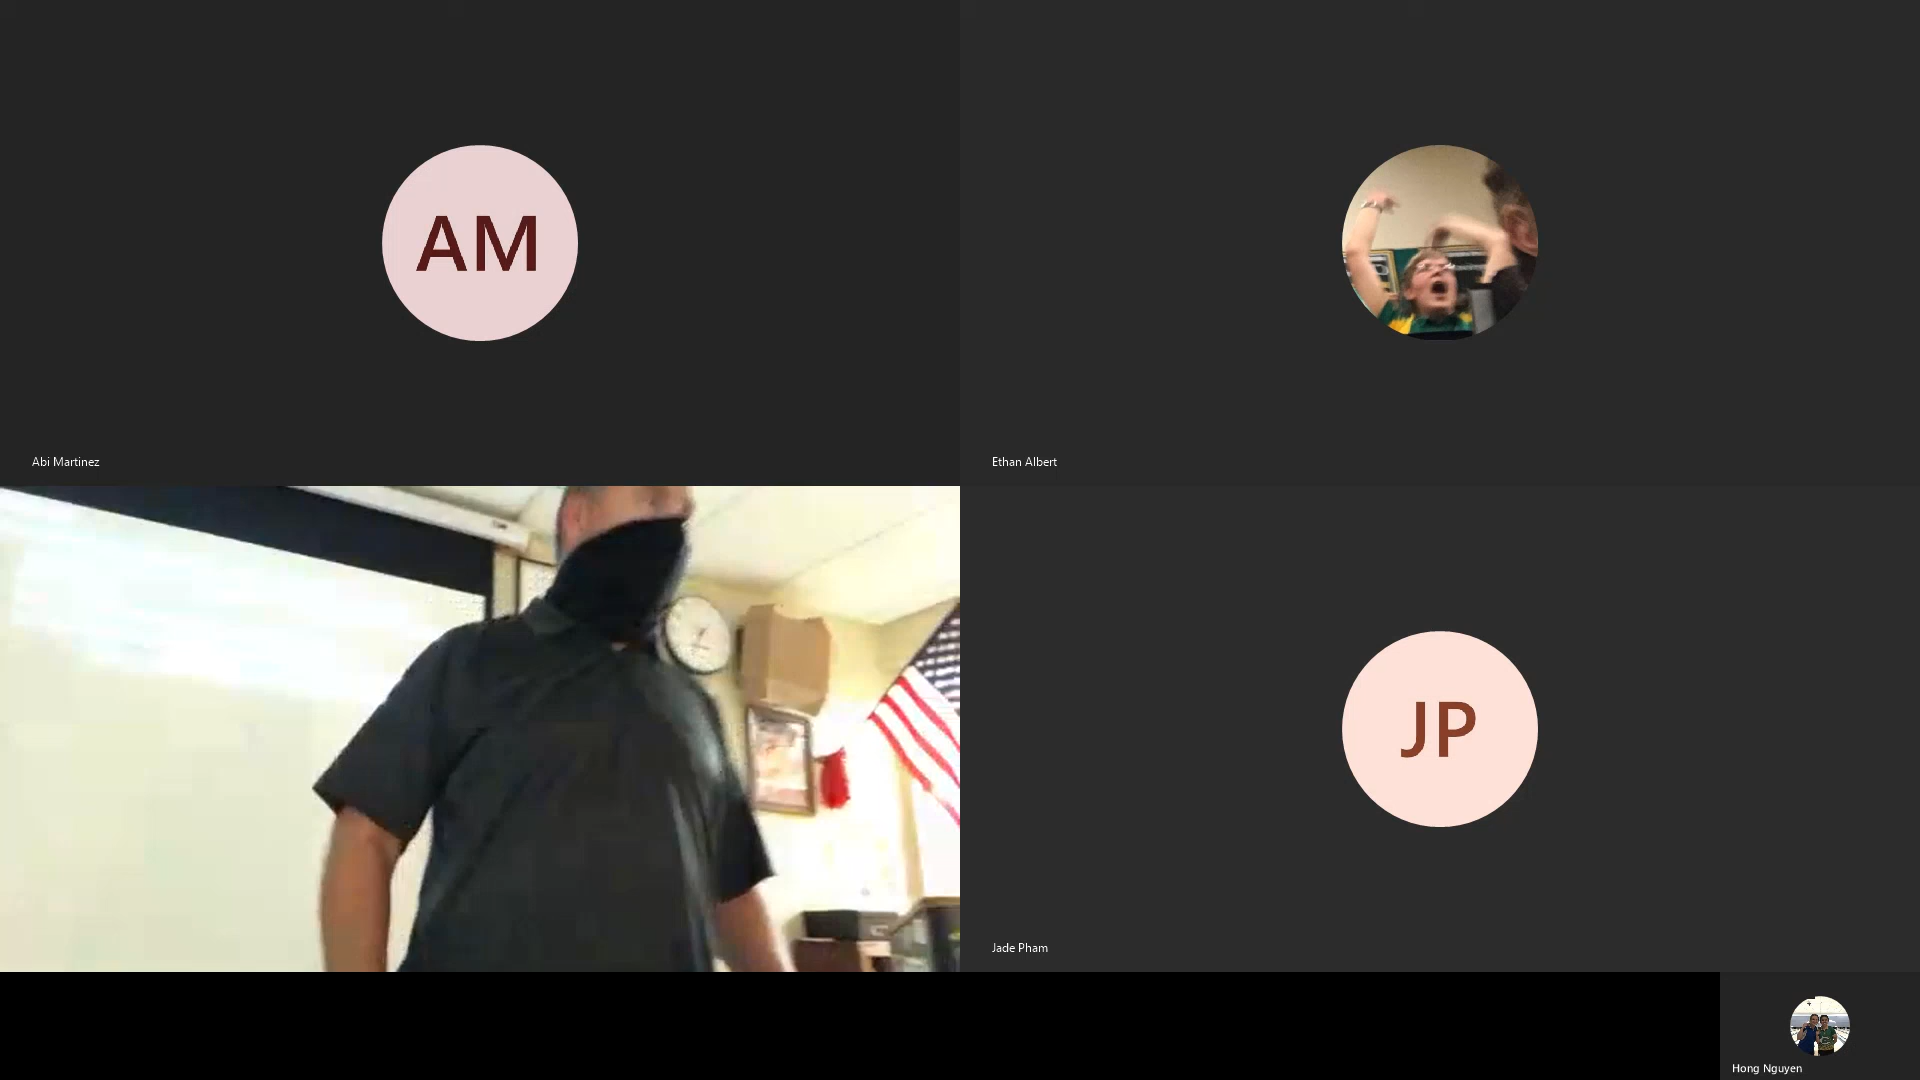 AM
Abi Martinez
Ethan Albert
JP
Jade Pham
Hong Nguyen